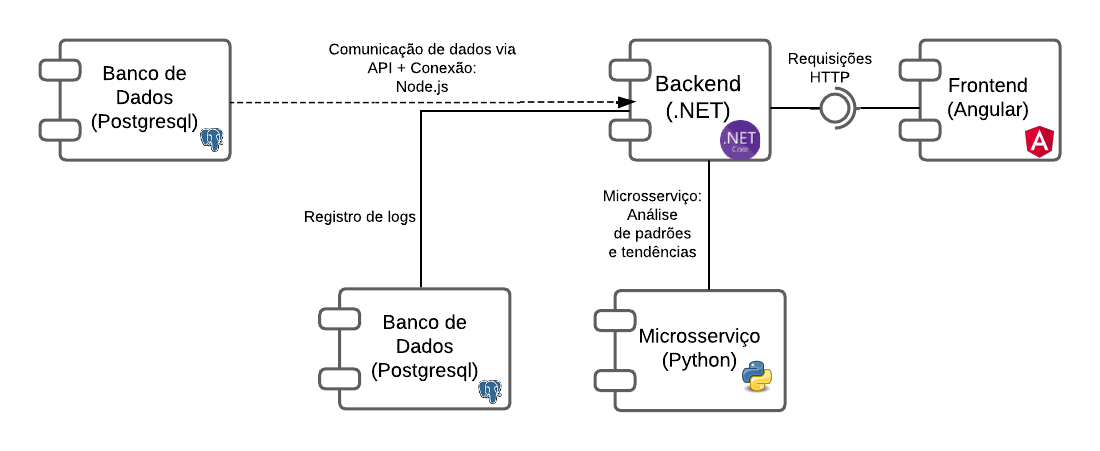 Banco de
Dados
(Postgresql)
Comunicação de dados via
API + Conexão:
Node.js
Backend
(.NET)
.NET
Core
Requisições
HTTP
Frontend
(Angular)
A
Registro de logs
Microsserviço:
Análise
de padrões
e tendências
Banco de
Dados
(Postgresql)
Microsserviço
(Python)